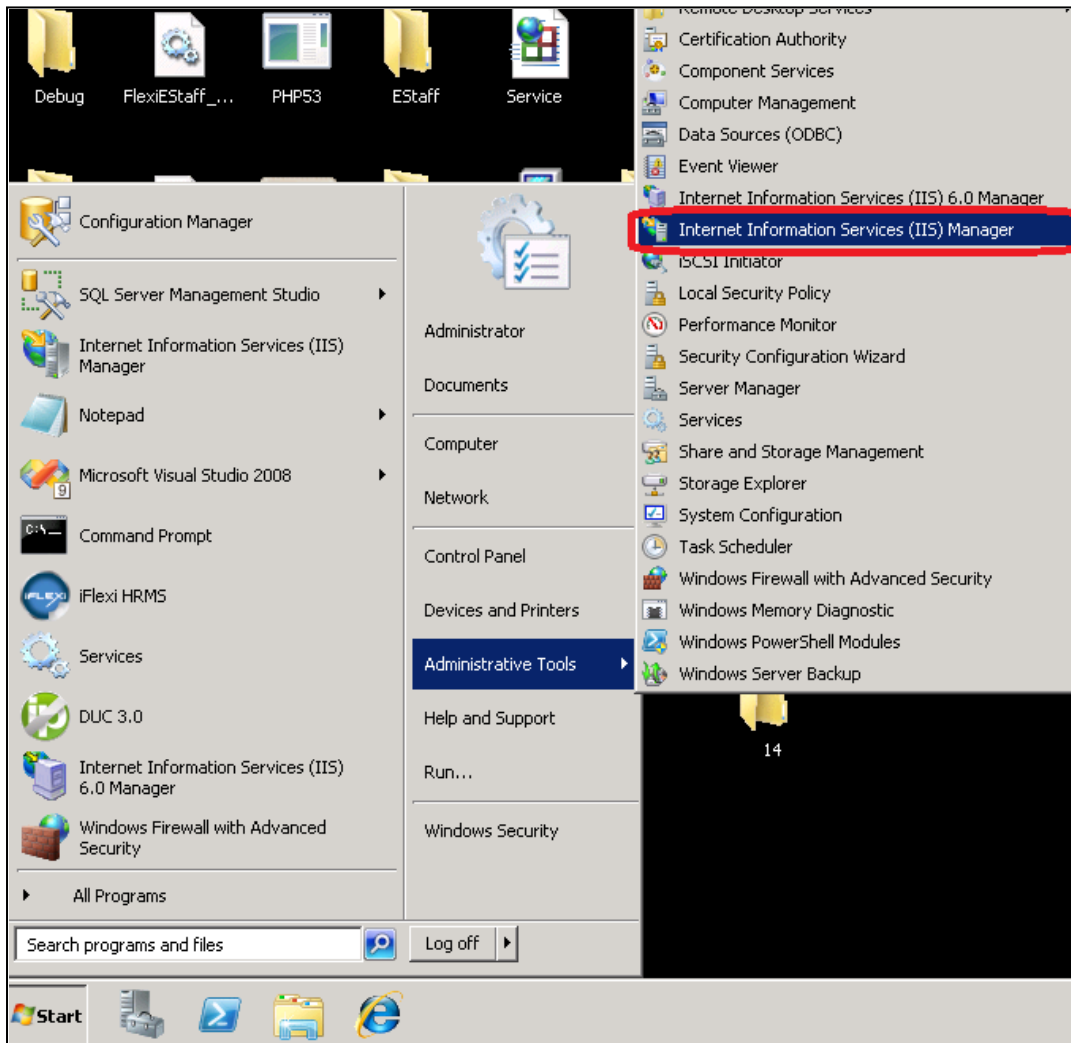 Debug
FlexiEStaff_...
PHP53
EStaff
Service
Configuration Manager
SQL Server Management Studio
Internet Information Services (IIS)
Manager
Notepad
Microsoft Visual Studio 2008
9
C:\
Command Prompt
iFLEXi
iFlexi HRMS
Services
DUC 3.0
Internet Information Services (IIS)
6.0 Manager
Windows Firewall with Advanced
Security
All Programs
Search programs and files
Administrator
Documents
Computer
Network
Control Panel
Devices and Printers
Administrative Tools
Help and Support
Run...
Windows Security
Log off
Remote Desktop Services
Certification Authority
Component Services
Computer Management
Data Sources (ODBC)
Event Viewer
Internet Information Services (IIS) 6.0 Manager
Internet Information Services (IIS) Manager
iSCSI Initiator
Local Security Policy
Performance Monitor
Security Configuration Wizard
Server Manager
Services
Share and Storage Management
Storage Explorer
System Configuration
Task Scheduler
Windows Firewall with Advanced Security
Windows Memory Diagnostic
Windows PowerShell Modules
Windows Server Backup
14
Start